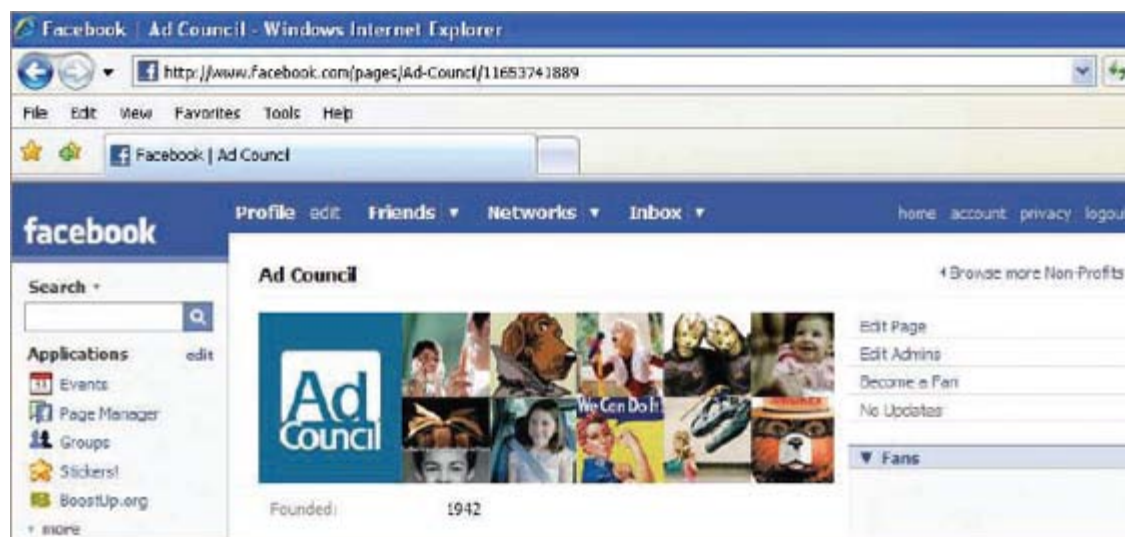 Facebook | Ad Council - Windows Internet Explorer
http://www.facebook.com/pages/Ad-Council/11653741889
File Edit View Favorites Tools Help
Facebook | Ad Council
facebook
Profile edit Friends Networks Inbox
home account privacy logout
Search
Applications edit
Events
Page Manager
Groups
Stickers!
BoostUp.org
more
Ad Council
Browse more Non-Profits
Ad Council
We Can Do It!
Founded: 1942
Edit Page
Edit Admins
Become a Fan
No Updates
Fans